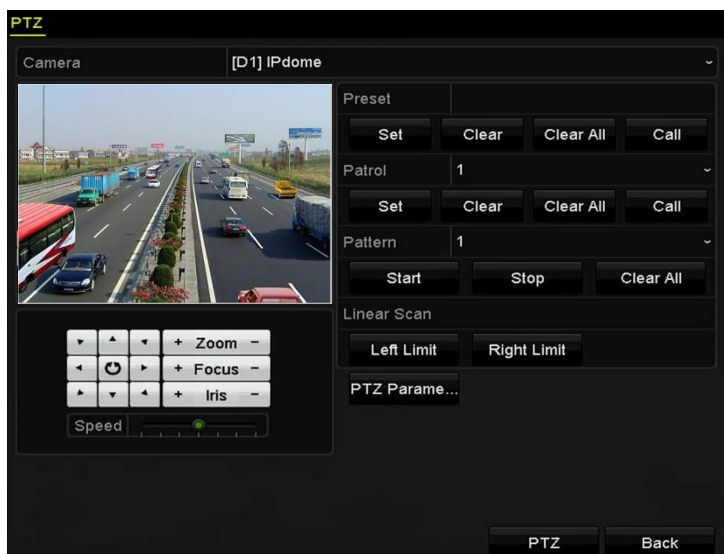 PTZ
Camera [D1] IPdome
Preset
Set Clear Clear All Call
Patrol 1
Set Clear Clear All Call
Pattern 1
Start Stop Clear All
Linear Scan
Left Limit Right Limit
PTZ Parame...
+ Zoom -
+ Focus -
+ Iris -
Speed
PTZ Back